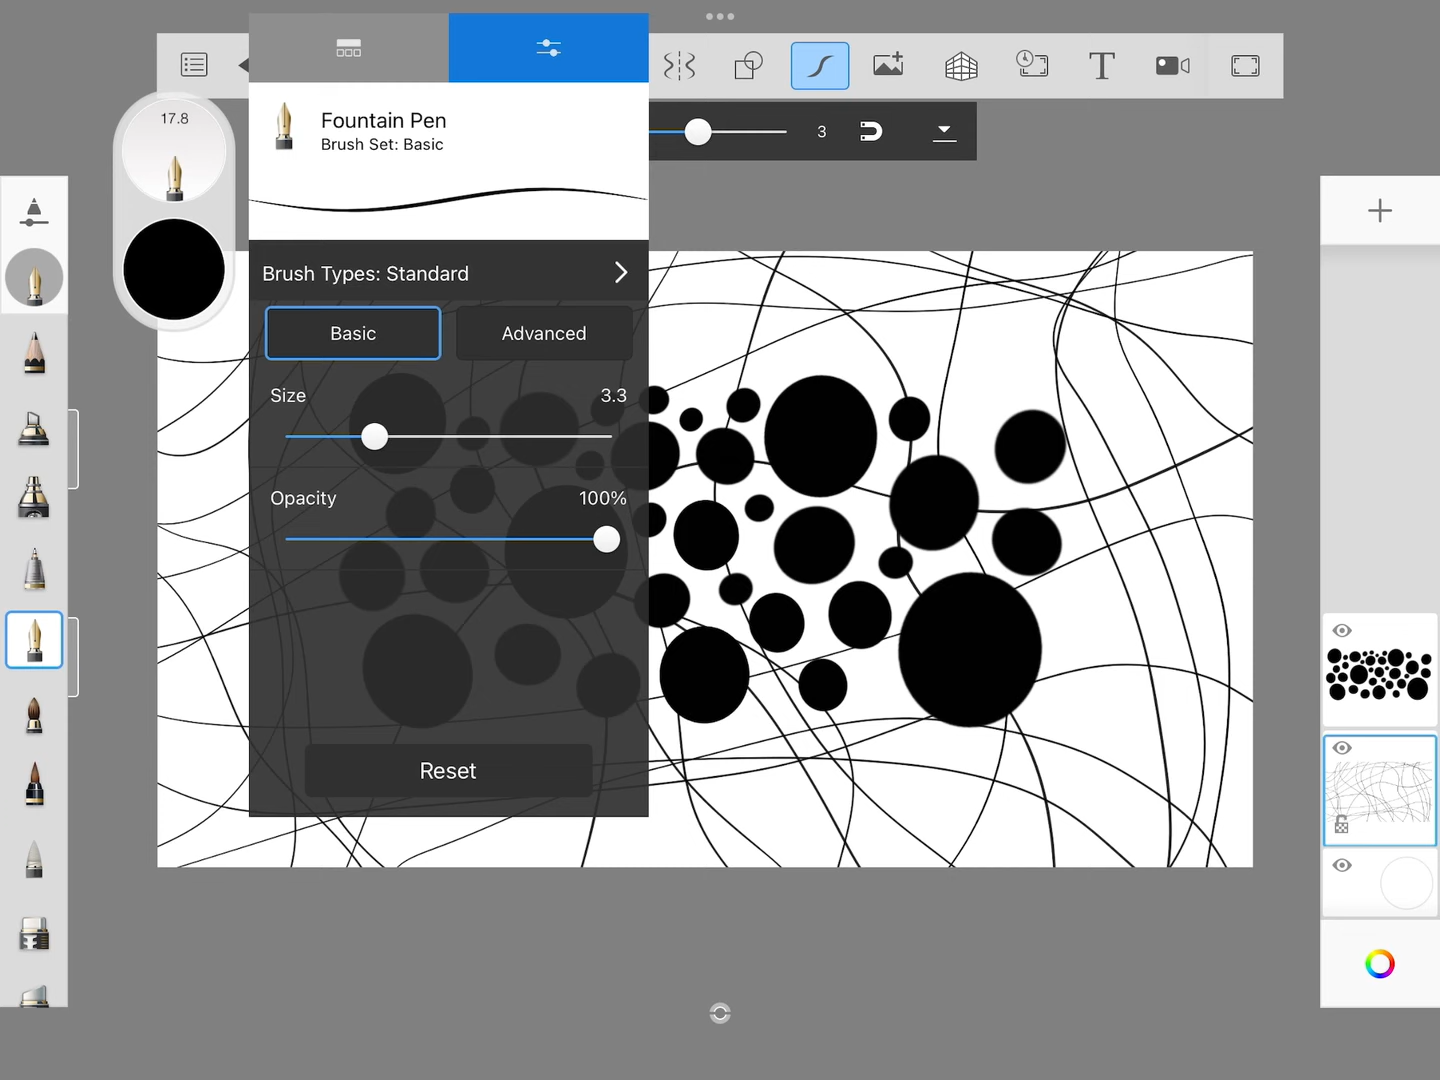 17.8
Fountain Pen
Brush Set: Basic
3
T
Brush Types: Standard
Basic
Advanced
Size
3.3
Opacity
100%
Reset